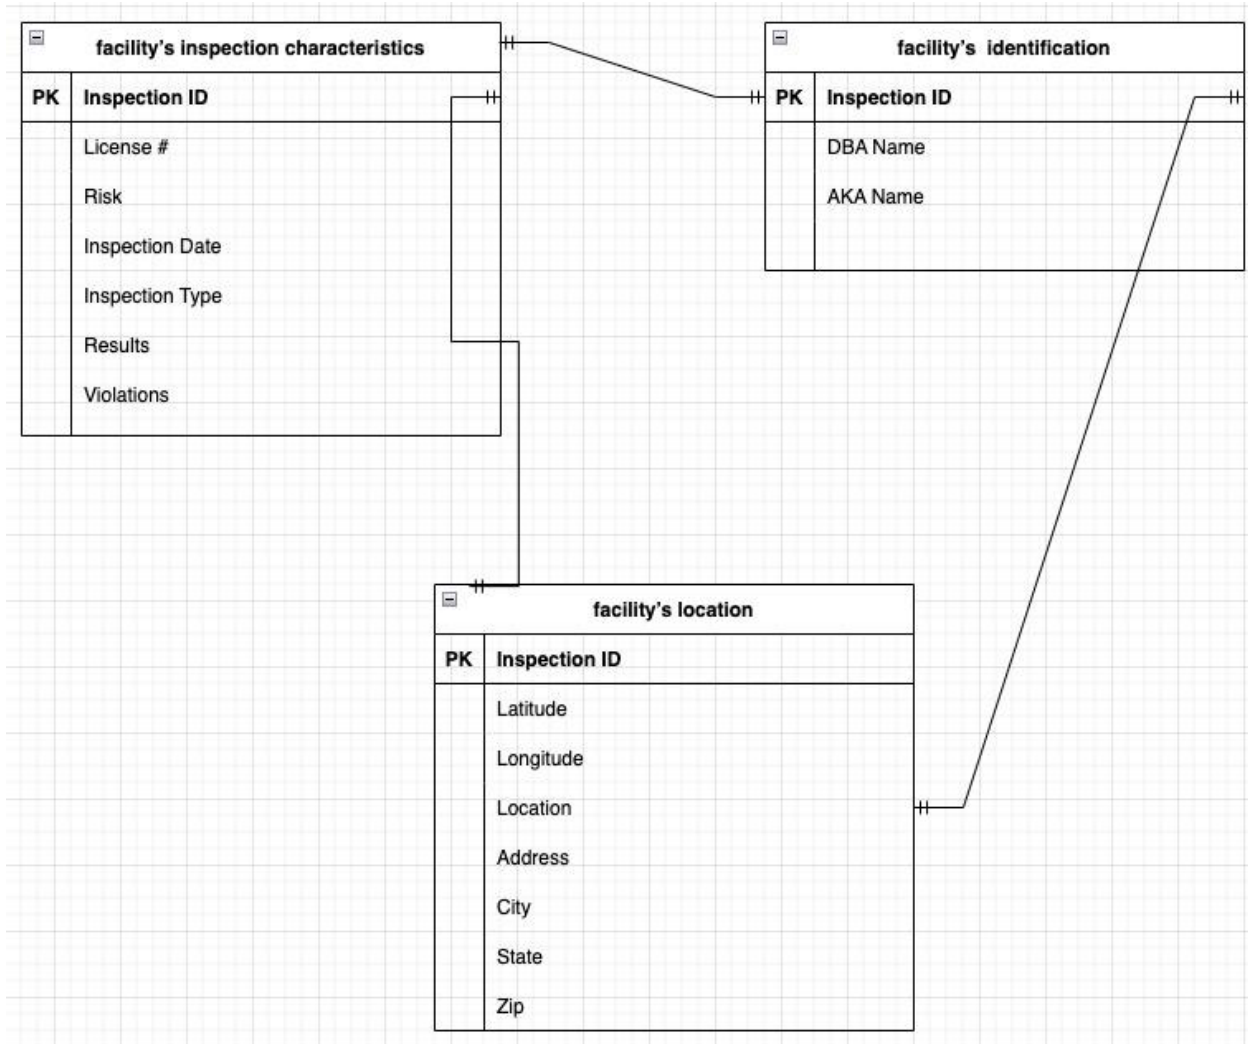 facility’s inspection characteristics
PK Inspection ID
License #
Risk
Inspection Date
Inspection Type
Results
Violations
facility’s  identification
PK Inspection ID
DBA Name
AKA Name
facility’s location
PK Inspection ID
Latitude
Longitude
Location
Address
City
State
Zip